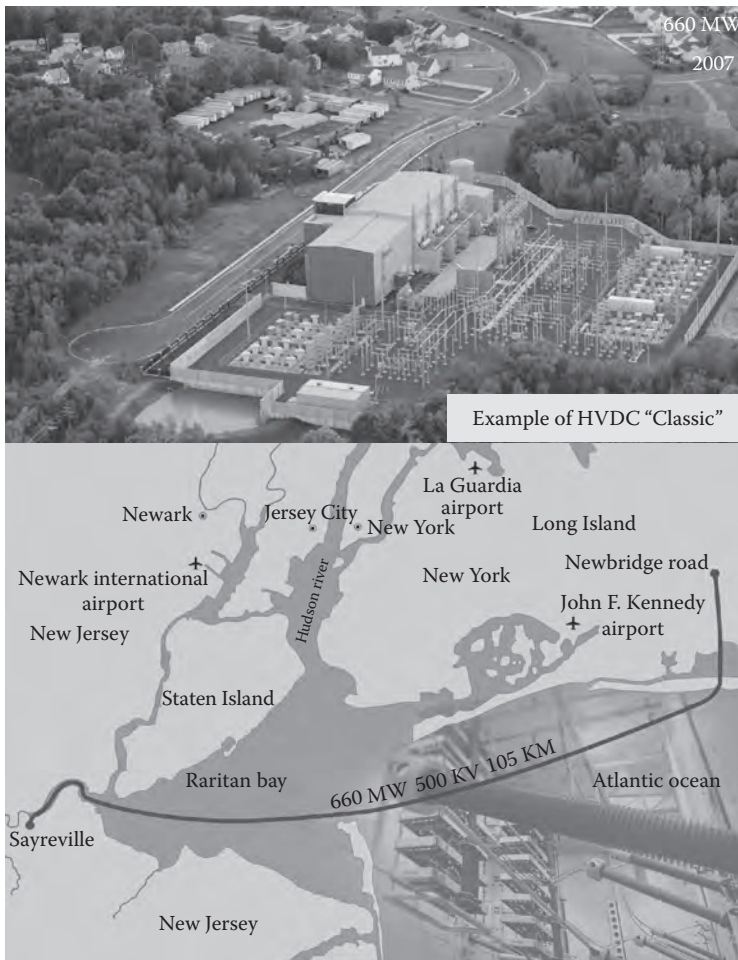 660 MW
2007
Example of HVDC “Classic”
La Guardia
airport
Newark
Jersey City
New York
Long Island
Newbridge road
Newark international
airport
New York
John F. Kennedy
airport
New Jersey
Hudson river
Staten Island
Raritan bay
660 MW 500 KV 105 KM
Atlantic ocean
Sayreville
New Jersey